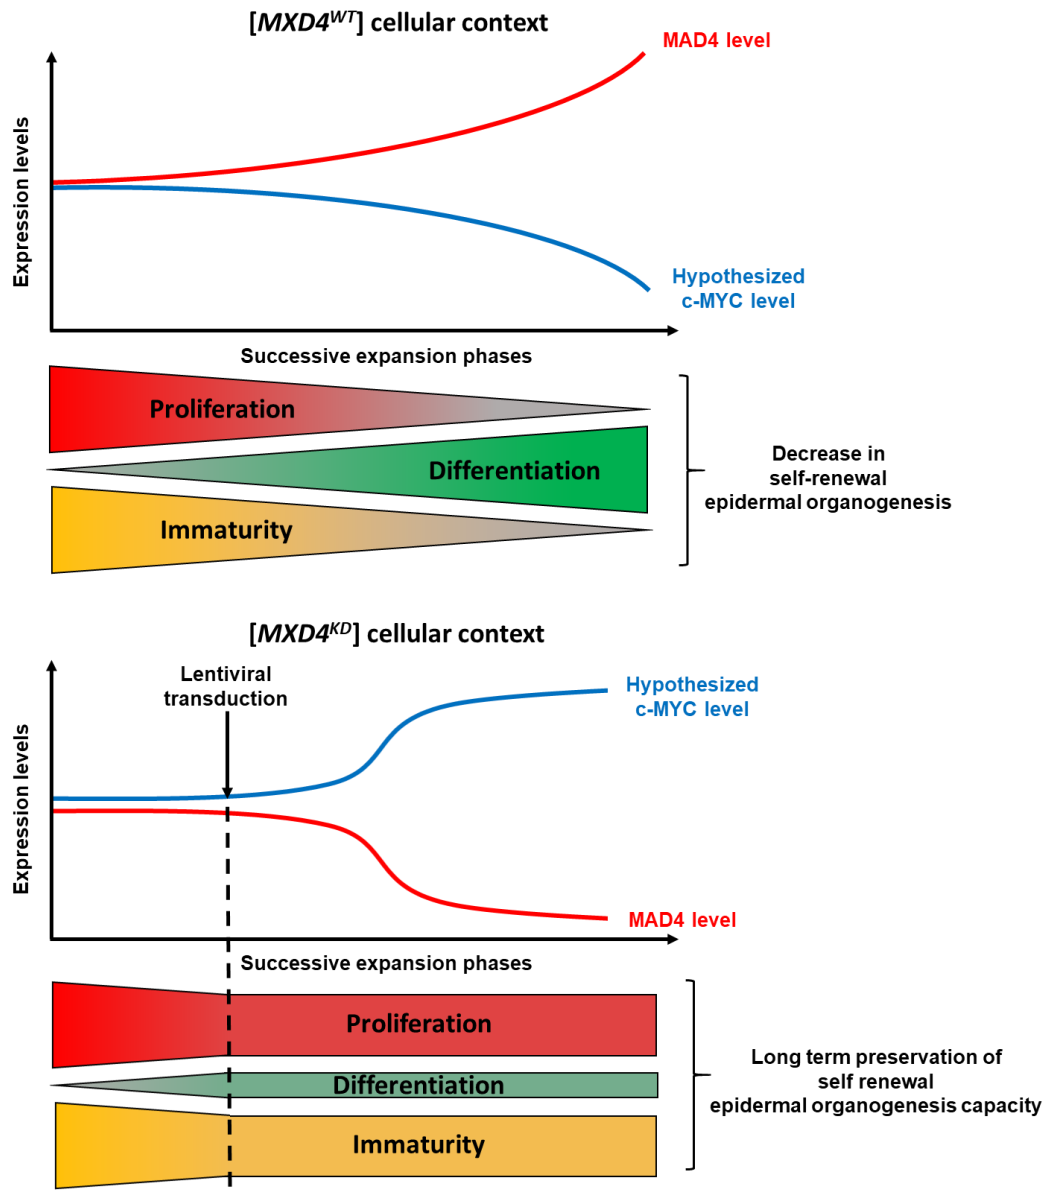 [MXD4WT] cellular context
MAD4 level
Expression levels
Hypothesized
c-MYC level
Successive expansion phases
Proliferation
Differentiation
Immaturity
Decrease in
self-renewal
epidermal organogenesis
[MXD4KD] cellular context
Lentiviral
transduction
Hypothesized
c-MYC level
Expression levels
MAD4 level
Successive expansion phases
Proliferation
Differentiation
Immaturity
Long term preservation of
self renewal
epidermal organogenesis capacity